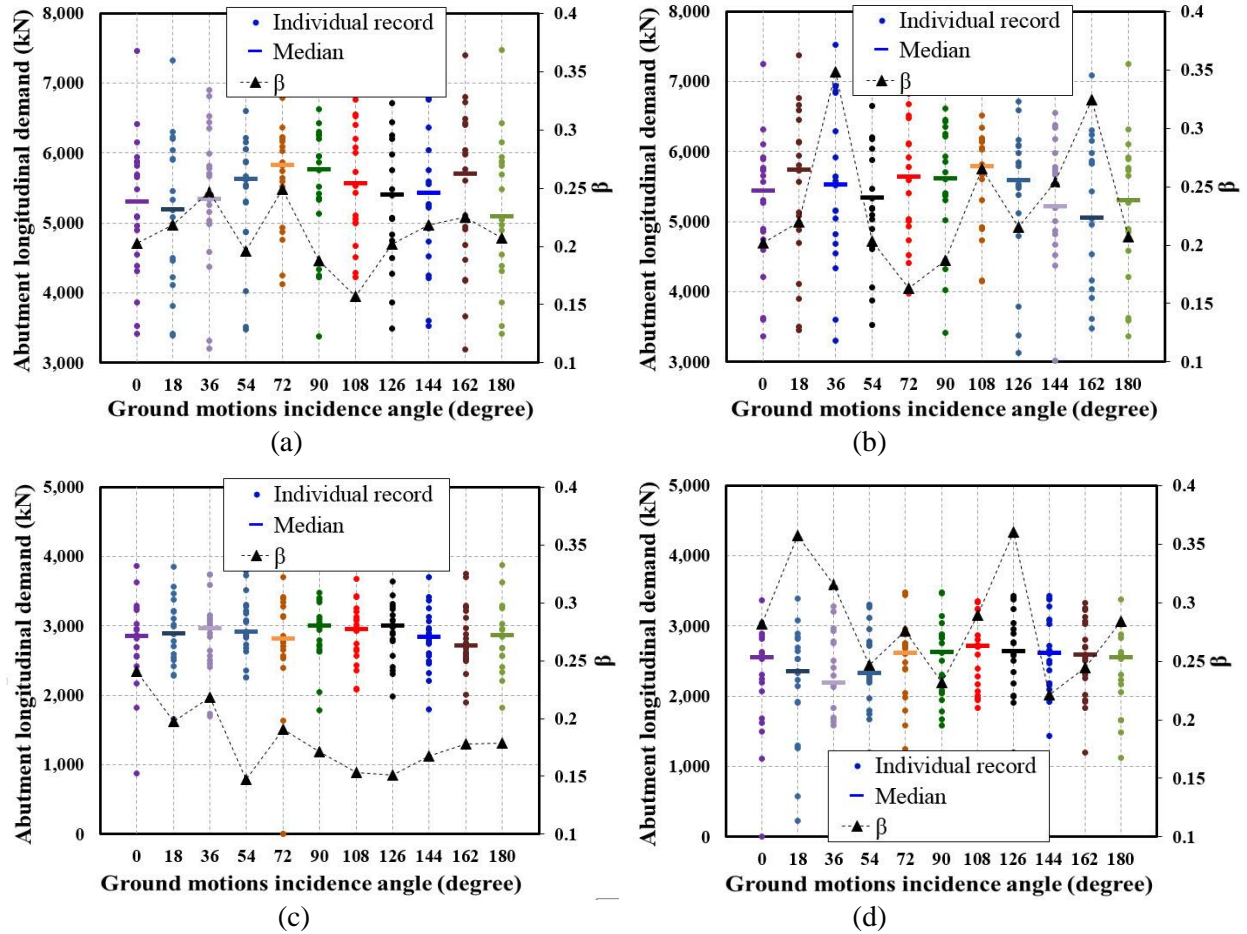 Abutment longitudinal demand (kN)
8,000
7,000
6,000
5,000
4,000
3,000
Individual record
Median
β
0.4
0.35
0.3
0.25
0.2
0.15
0.1
β
0 18 36 54 72 90 108 126 144 162 180
Ground motions incidence angle (degree)
(a)
Abutment longitudinal demand (kN)
8,000
7,000
6,000
5,000
4,000
3,000
Individual record
Median
β
0.4
0.35
0.3
0.25
0.2
0.15
0.1
β
0 18 36 54 72 90 108 126 144 162 180
Ground motions incidence angle (degree)
(b)
Abutment longitudinal demand (kN)
5,000
4,000
3,000
2,000
1,000
0
Individual record
Median
β
0.4
0.35
0.3
0.25
0.2
0.15
0.1
β
0 18 36 54 72 90 108 126 144 162 180
Ground motions incidence angle (degree)
(c)
Abutment longitudinal demand (kN)
5,000
4,000
3,000
2,000
1,000
0
Individual record
Median
β
0.4
0.35
0.3
0.25
0.2
0.15
0.1
β
0 18 36 54 72 90 108 126 144 162 180
Ground motions incidence angle (degree)
(d)